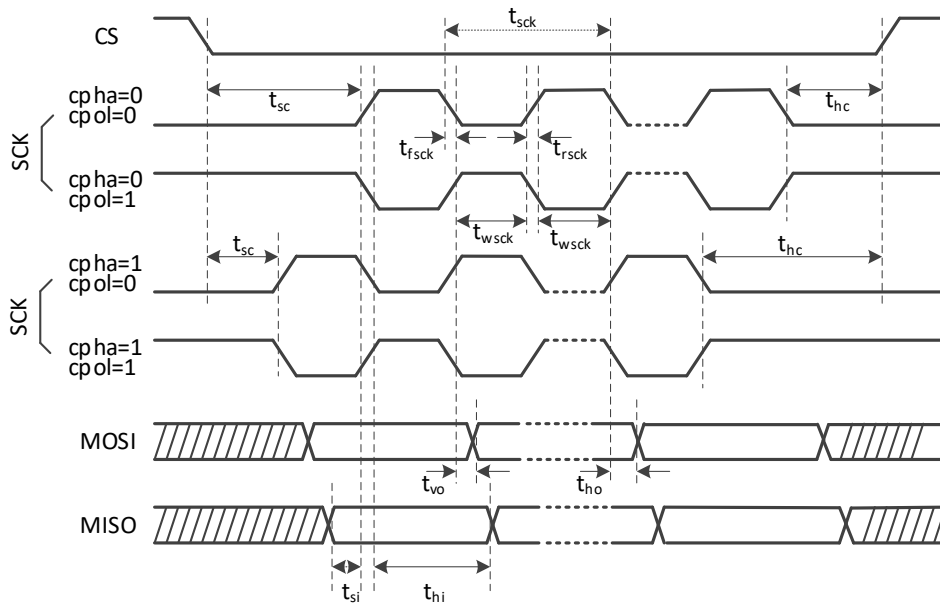 CS
t_sck
cpha=0
cpol=0
t_sc
t_hc
t_fsck
t_rsck
SCK
cpha=0
cpol=1
t_wsck
t_wsck
t_sc
t_hc
cpha=1
cpol=0
SCK
cpha=1
cpol=1
MOSI
t_vo
t_ho
MISO
t_si
t_hi